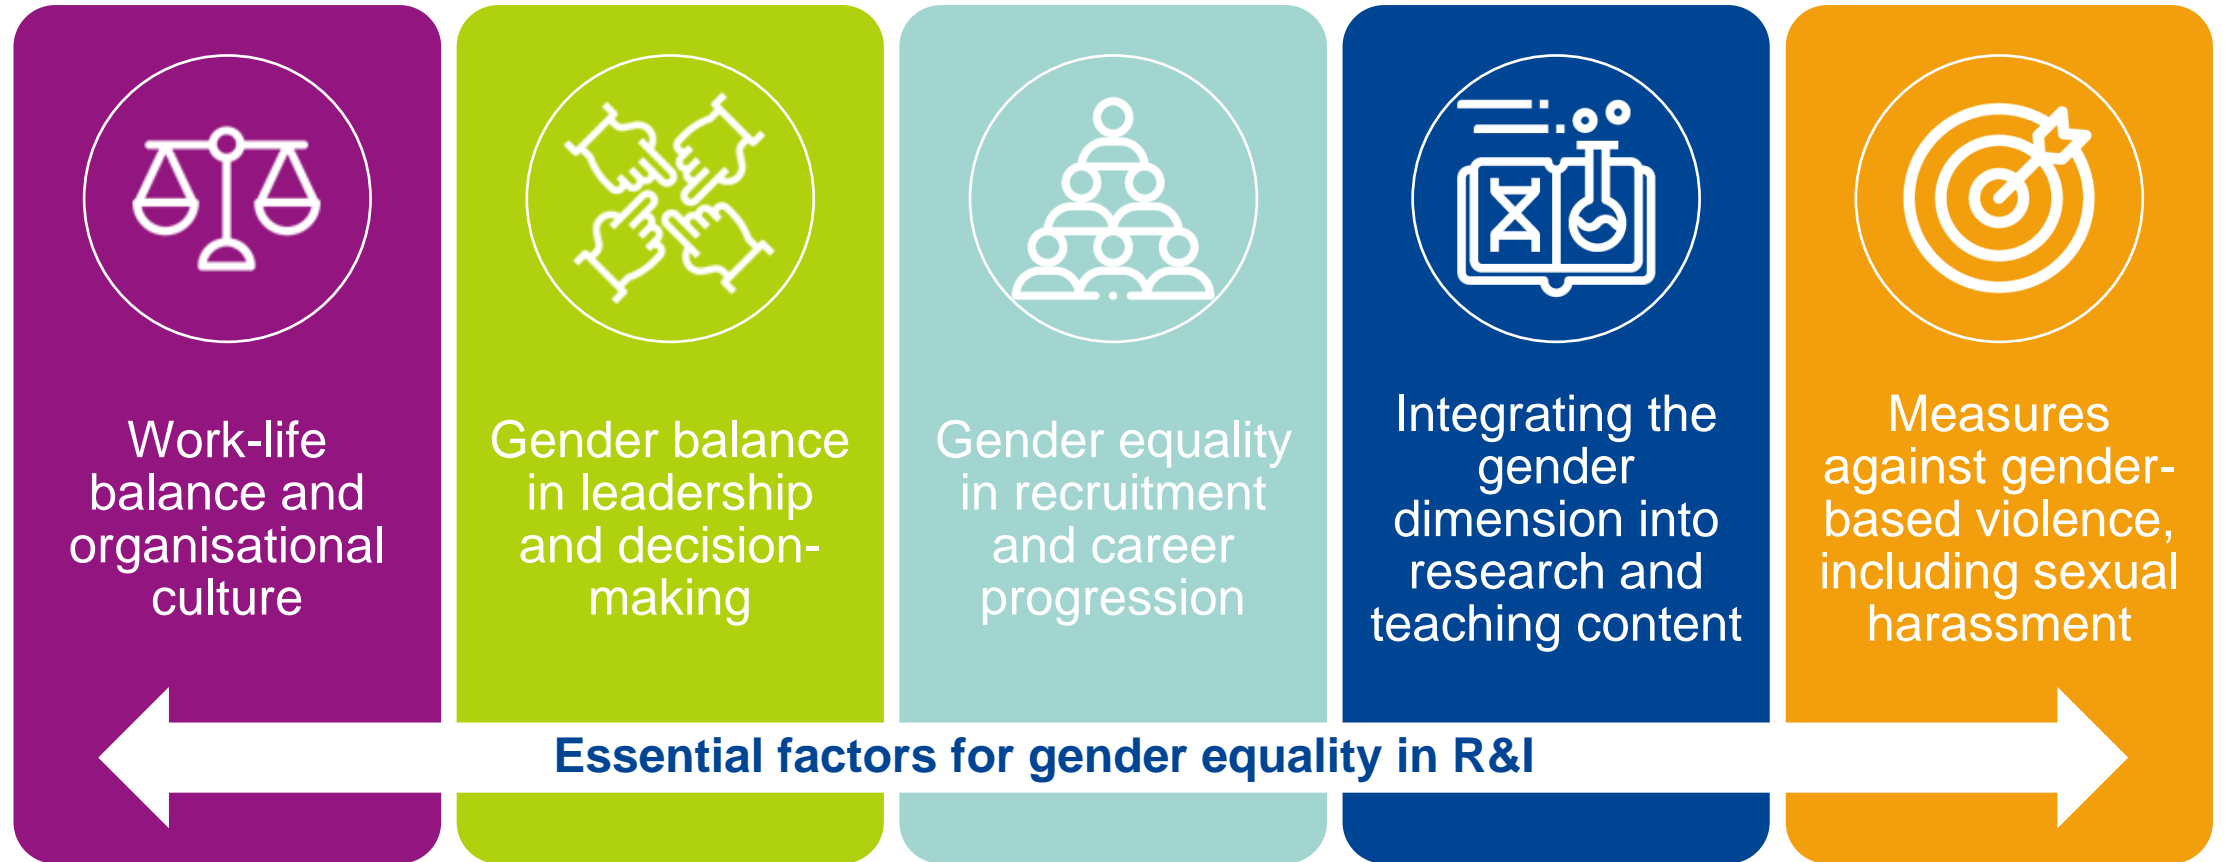 Work-life
balance and
organisational
culture
Gender balance
in leadership
and decision-
making
Gender equality
in recruitment
and career
progression
Integrating the
gender
dimension into
research and
teaching content
Measures
against gender-
based violence,
including sexual
harassment
Essential factors for gender equality in R&I